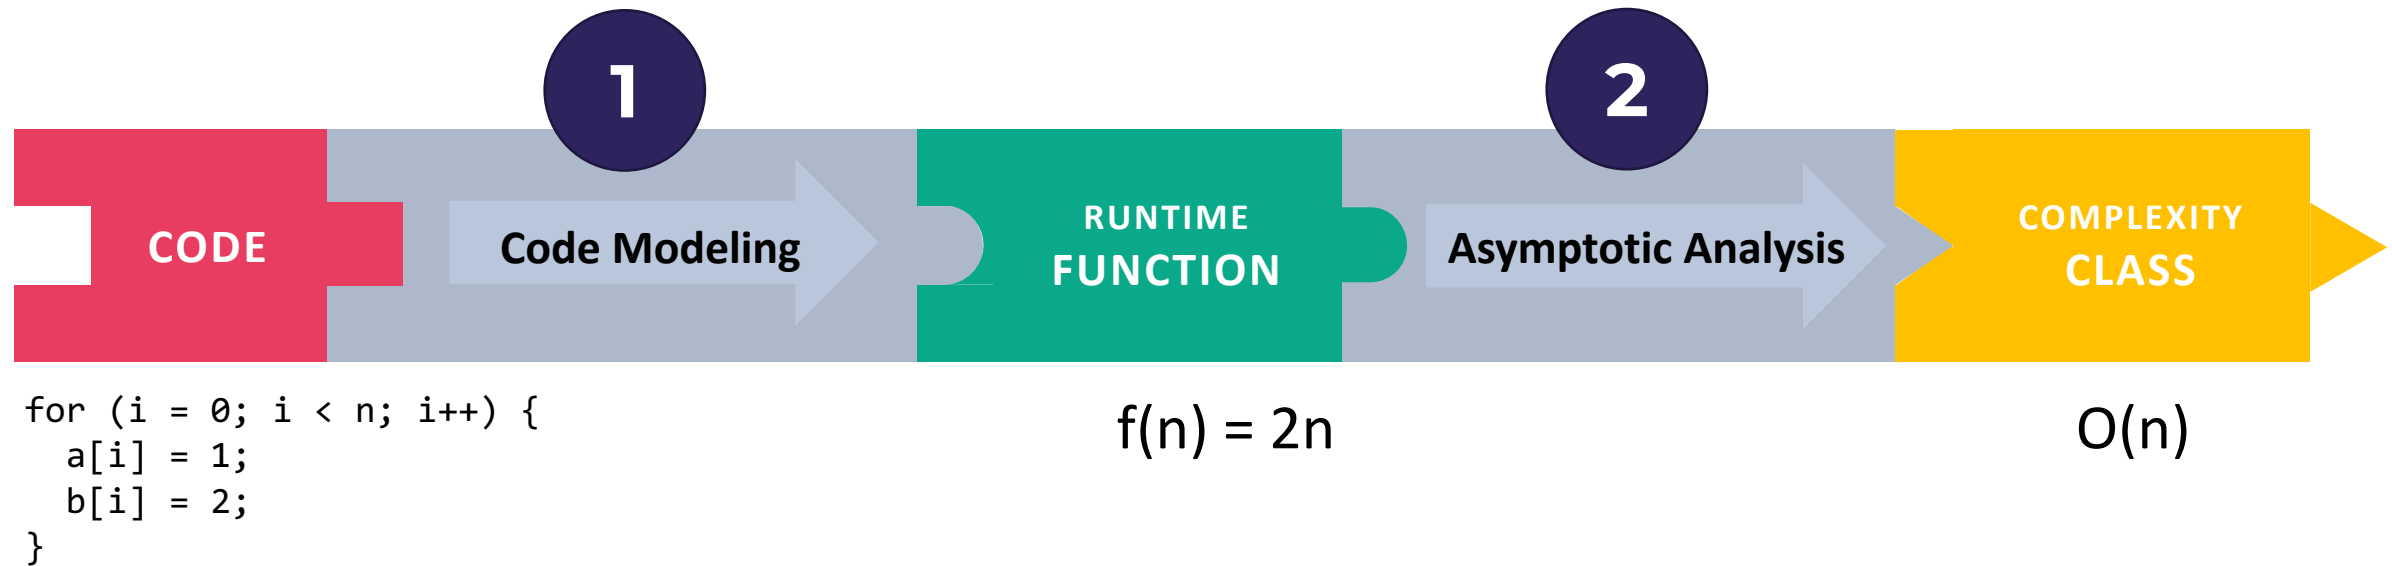 1
2
CODE
Code Modeling
RUNTIME
FUNCTION
Asymptotic Analysis
COMPLEXITY
CLASS
for (i = 0; i < n; i++) {
  a[i] = 1;
  b[i] = 2;
}
f(n) = 2n
O(n)